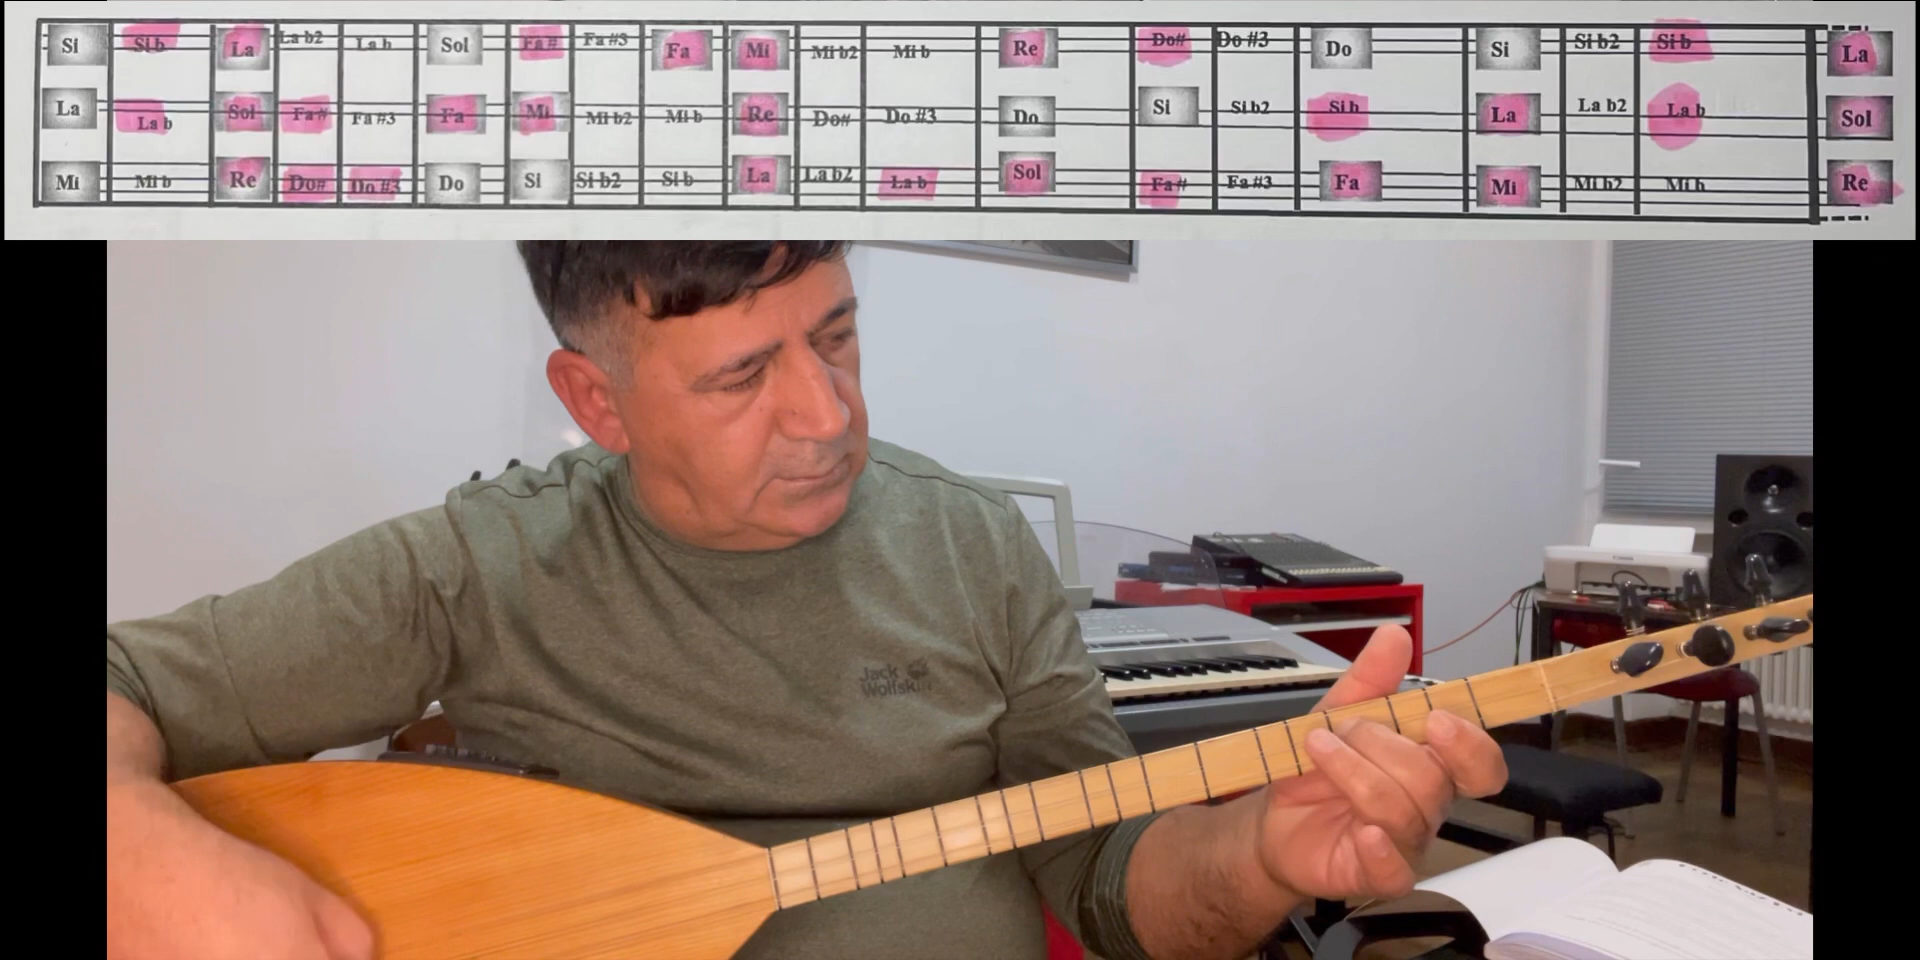 Si Si b La La b2 La b Sol Fa # Fa #3 Fa Mi Mi b2 Mi b Re Do# Do #3 Do Si Si b2 Si b La
La La b Sol Fa # Fa #3 Fa Mi Mi b2 Mi b Re Do# Do #3 Do Si Si b2 Si b La La b2 La b Sol
Mi Mi b Re Do# Do #3 Do Si Si b2 Si b La La b2 La b Sol Fa # Fa #3 Fa Mi Mi b2 Mi b Re
Jack
Wolfski
Canon